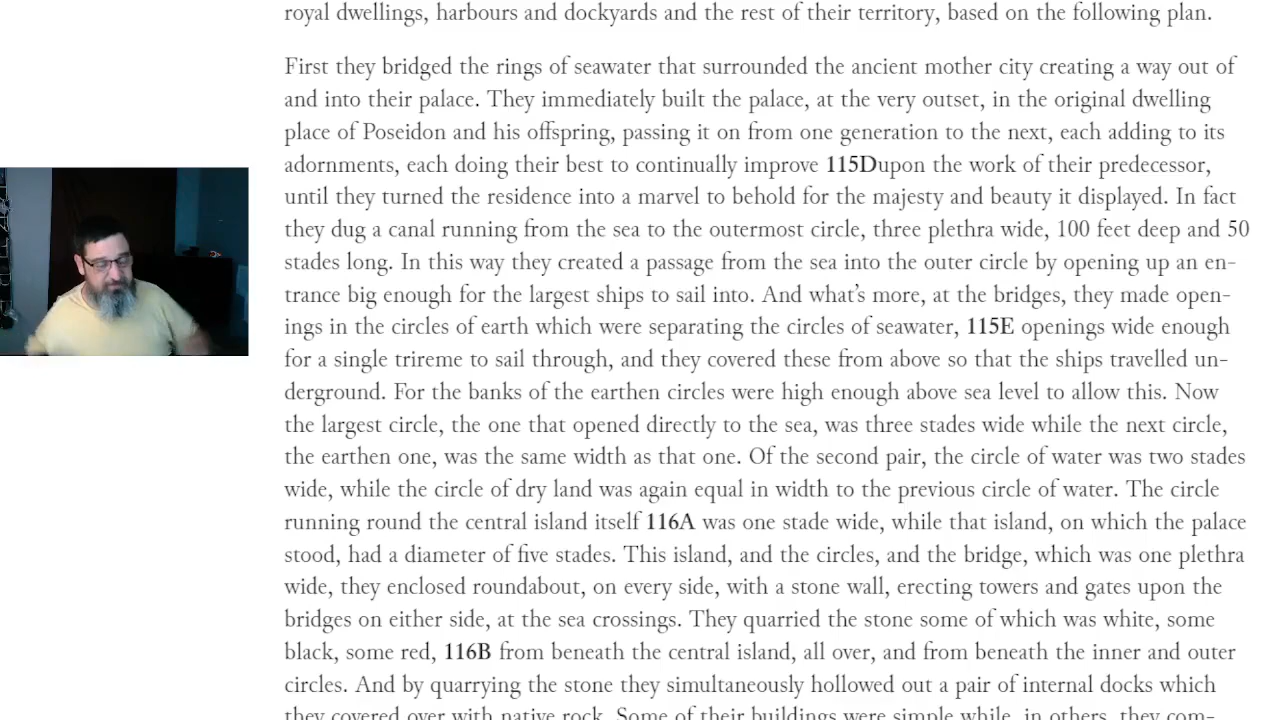 royal dwellings, harbours and dockyards and the rest of their territory, based on the following plan.
First they bridged the rings of seawater that surrounded the ancient mother city creating a way out of
and into their palace. They immediately built the palace, at the very outset, in the original dwelling
place of Poseidon and his offspring, passing it on from one generation to the next, each adding to its
adornments, each doing their best to continually improve 115Dupon the work of their predecessor,
until they turned the residence into a marvel to behold for the majesty and beauty it displayed. In fact
they dug a canal running from the sea to the outermost circle, three plethra wide, 100 feet deep and 50
stades long. In this way they created a passage from the sea into the outer circle by opening up an en-
trance big enough for the largest ships to sail into. And what's more, at the bridges, they made open-
ings in the circles of earth which were separating the circles of seawater, 115E openings wide enough
for a single trireme to sail through, and they covered these from above so that the ships travelled un-
derground. For the banks of the earthen circles were high enough above sea level to allow this. Now
the largest circle, the one that opened directly to the sea, was three stades wide while the next circle,
the earthen one, was the same width as that one. Of the second pair, the circle of water was two stades
wide, while the circle of dry land was again equal in width to the previous circle of water. The circle
running round the central island itself 116A was one stade wide, while that island, on which the palace
stood, had a diameter of five stades. This island, and the circles, and the bridge, which was one plethra
wide, they enclosed roundabout, on every side, with a stone wall, erecting towers and gates upon the
bridges on either side, at the sea crossings. They quarried the stone some of which was white, some
black, some red, 116B from beneath the central island, all over, and from beneath the inner and outer
circles. And by quarrying the stone they simultaneously hollowed out a pair of internal docks which
they covered over with native rock. Some of their buildings were simple while, in others, they com-